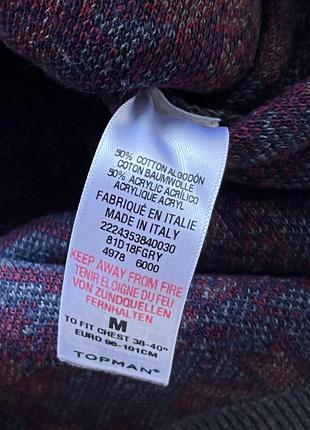 50% COTTON ALGODÓN
COTON BAUMWOLLE
50% ACRYLIC ACRÍLICO
ACRYLIQUE ACRYL
FABRIQUÉ EN ITALIE
MADE IN ITALY
2224353840030
81D18FGRY
4978 6000
KEEP AWAY FROM FIRE
TENIR ELOIGNE DU FEU
VON ZUNDQUELLEN
FERNHALTEN
M
TO FIT CHEST 38-40"
EURO 96-101CM
TOPMAN®